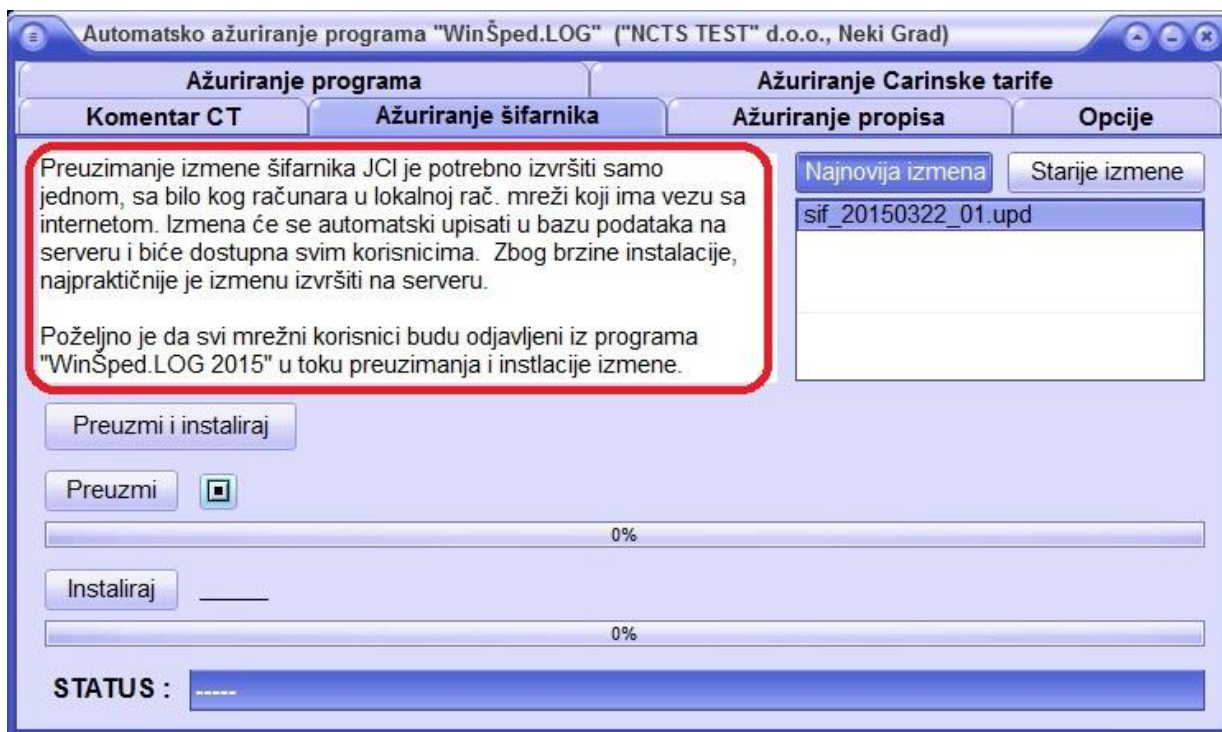 Automatsko ažuriranje programa "WinŠped.LOG" ("NCTS TEST" d.o.o., Neki Grad)
Ažuriranje programa
Ažuriranje Carinske tarife
Komentar CT
Ažuriranje šifarnika
Ažuriranje propisa
Opcije
Preuzimanje izmene šifarnika JCI je potrebno izvršiti samo
jednom, sa bilo kog računara u lokalnoj rač. mreži koji ima vezu sa
internetom. Izmena će se automatski upisati u bazu podataka na
serveru i biće dostupna svim korisnicima.  Zbog brzine instalacije,
najpraktičnije je izmenu izvršiti na serveru.
Poželjno je da svi mrežni korisnici budu odjavljeni iz programa
"WinŠped.LOG 2015" u toku preuzimanja i instlacije izmene.
Najnovija izmena
Starije izmene
sif_20150322_01.upd
Preuzmi i instaliraj
Preuzmi
0%
Instaliraj
0%
STATUS : -----